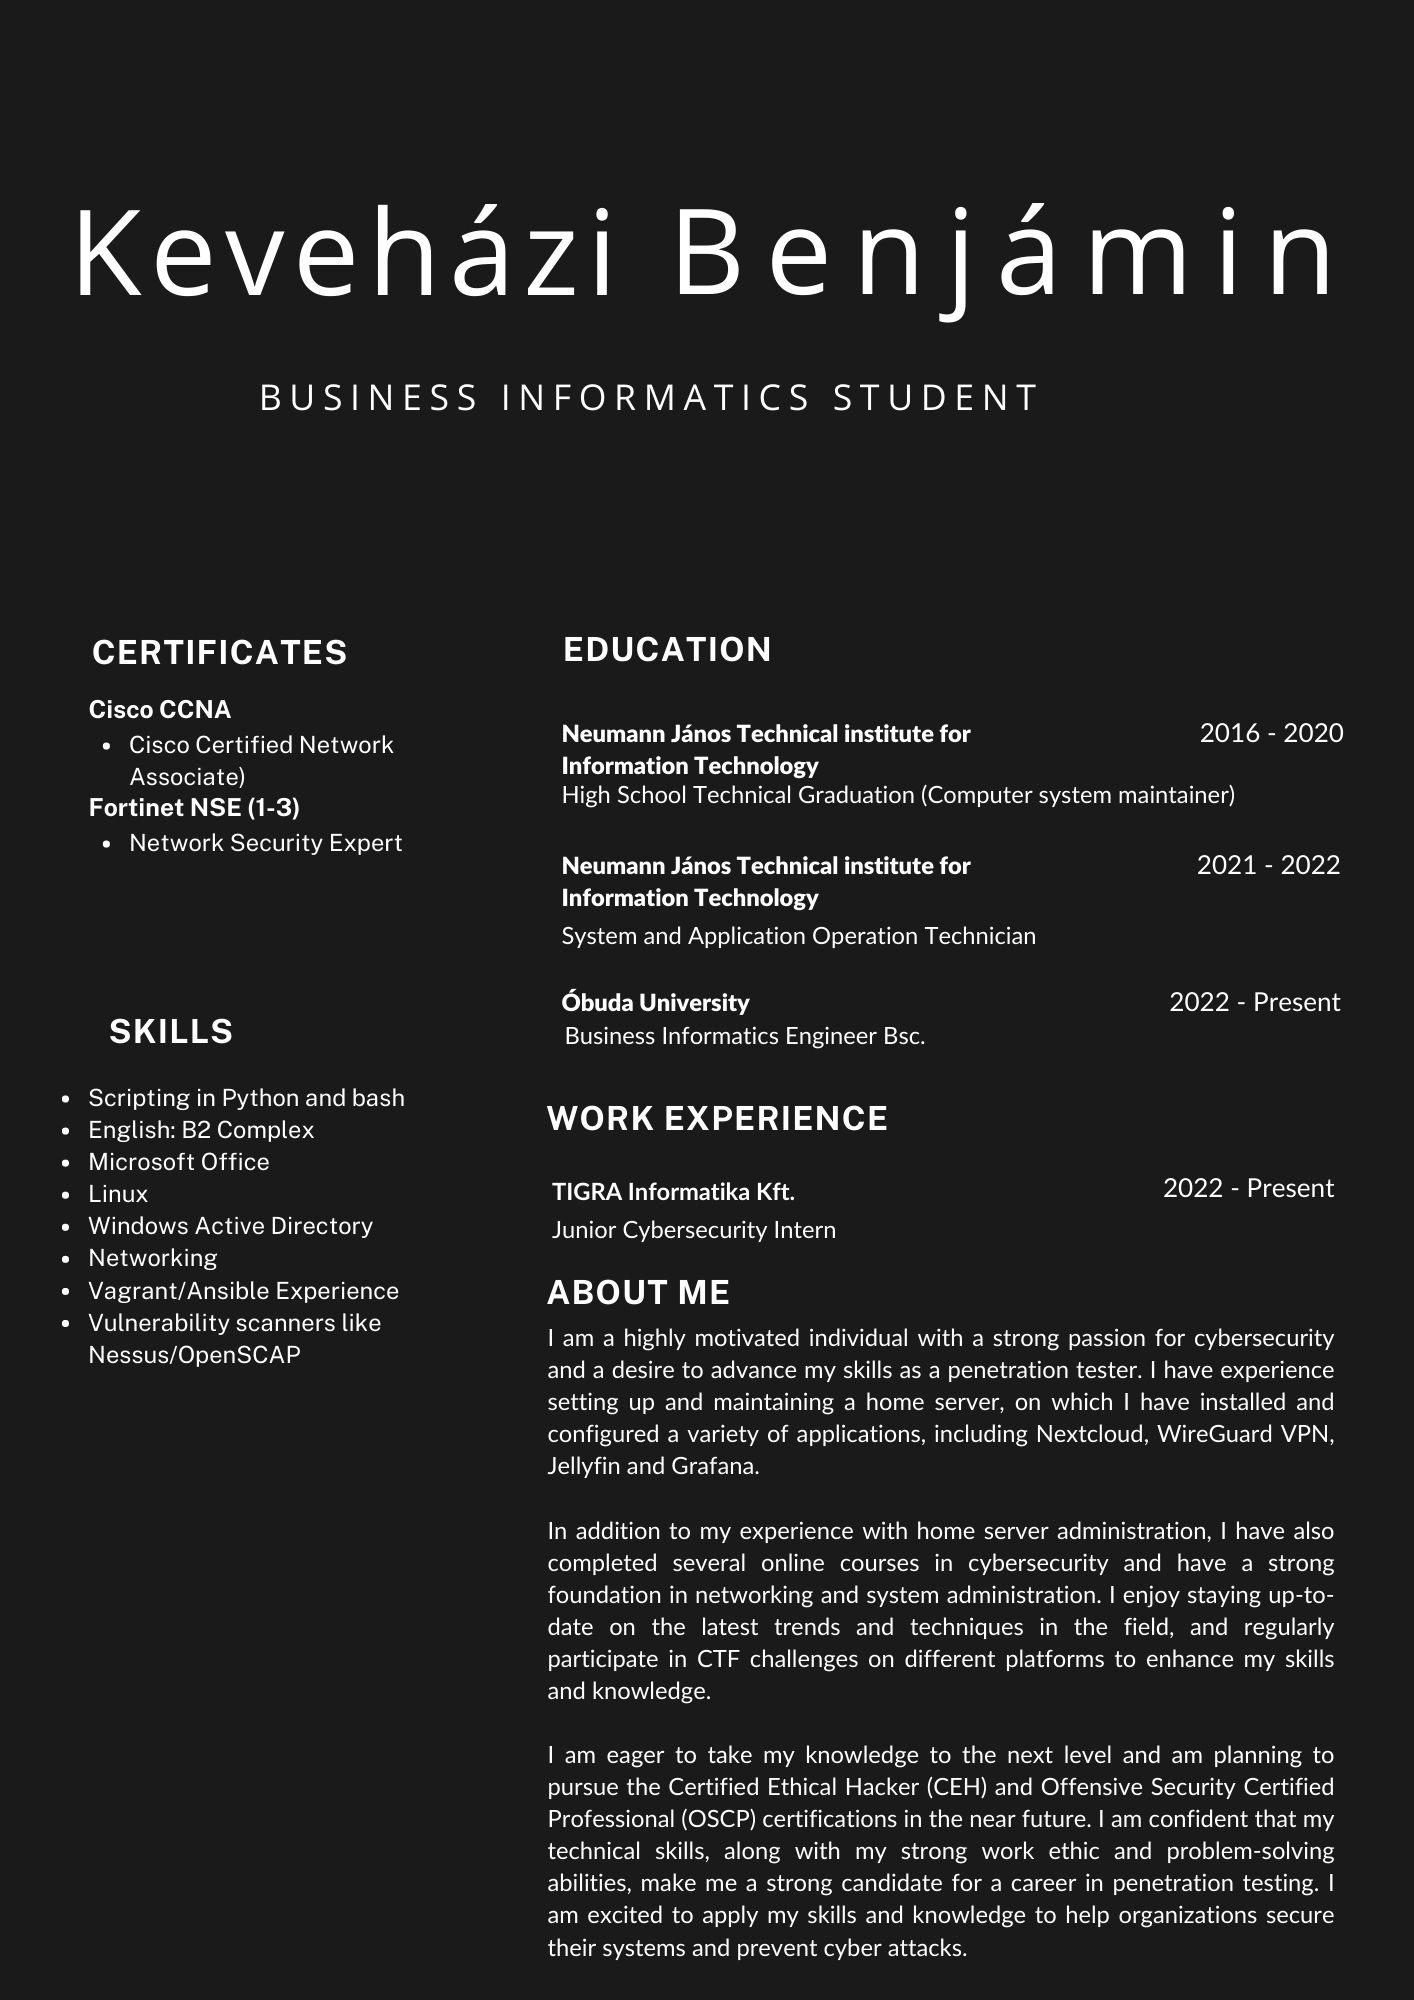 Keveházi Benjámin
BUSINESS INFORMATICS STUDENT
CERTIFICATES
Cisco CCNA
• Cisco Certified Network
Associate)
Fortinet NSE (1-3)
• Network Security Expert
SKILLS
• Scripting in Python and bash
• English: B2 Complex
• Microsoft Office
• Linux
• Windows Active Directory
• Networking
• Vagrant/Ansible Experience
• Vulnerability scanners like
Nessus/OpenSCAP
EDUCATION
Neumann János Technical institute for 2016 - 2020
Information Technology
High School Technical Graduation (Computer system maintainer)
Neumann János Technical institute for 2021 - 2022
Information Technology
System and Application Operation Technician
Óbuda University 2022 - Present
Business Informatics Engineer Bsc.
WORK EXPERIENCE
TIGRA Informatika Kft. 2022 - Present
Junior Cybersecurity Intern
ABOUT ME
I am a highly motivated individual with a strong passion for cybersecurity
and a desire to advance my skills as a penetration tester. I have experience
setting up and maintaining a home server, on which I have installed and
configured a variety of applications, including Nextcloud, WireGuard VPN,
Jellyfin and Grafana.
In addition to my experience with home server administration, I have also
completed several online courses in cybersecurity and have a strong
foundation in networking and system administration. I enjoy staying up-to-
date on the latest trends and techniques in the field, and regularly
participate in CTF challenges on different platforms to enhance my skills
and knowledge.
I am eager to take my knowledge to the next level and am planning to
pursue the Certified Ethical Hacker (CEH) and Offensive Security Certified
Professional (OSCP) certifications in the near future. I am confident that my
technical skills, along with my strong work ethic and problem-solving
abilities, make me a strong candidate for a career in penetration testing. I
am excited to apply my skills and knowledge to help organizations secure
their systems and prevent cyber attacks.